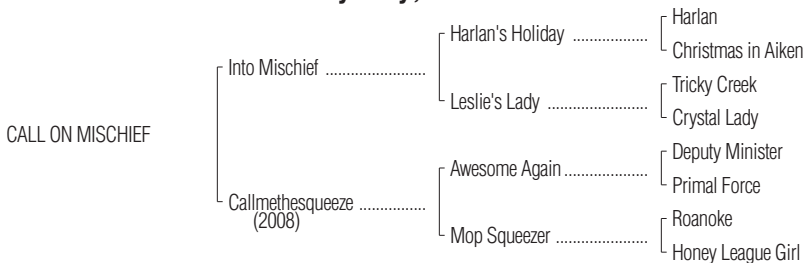 Harlan
Harlan's Holiday ..................
Christmas in Aiken
Into Mischief ........................
Tricky Creek
Leslie's Lady ........................
Crystal Lady
CALL ON MISCHIEF
Deputy Minister
Awesome Again ....................
Primal Force
Callmethesqueeze ................
(2008)
Roanoke
Mop Squeezer ......................
Honey League Girl